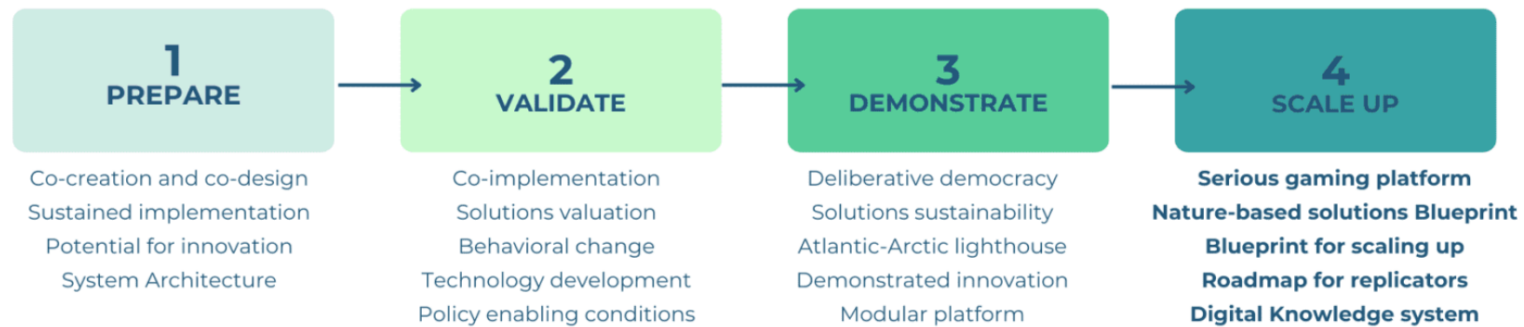 1
PREPARE
Co-creation and co-design
Sustained implementation
Potential for innovation
System Architecture
2
VALIDATE
Co-implementation
Solutions valuation
Behavioral change
Technology development
Policy enabling conditions
3
DEMONSTRATE
Deliberative democracy
Solutions sustainability
Atlantic-Arctic lighthouse
Demonstrated innovation
Modular platform
4
SCALE UP
Serious gaming platform
Nature-based solutions Blueprint
Blueprint for scaling up
Roadmap for replicators
Digital Knowledge system